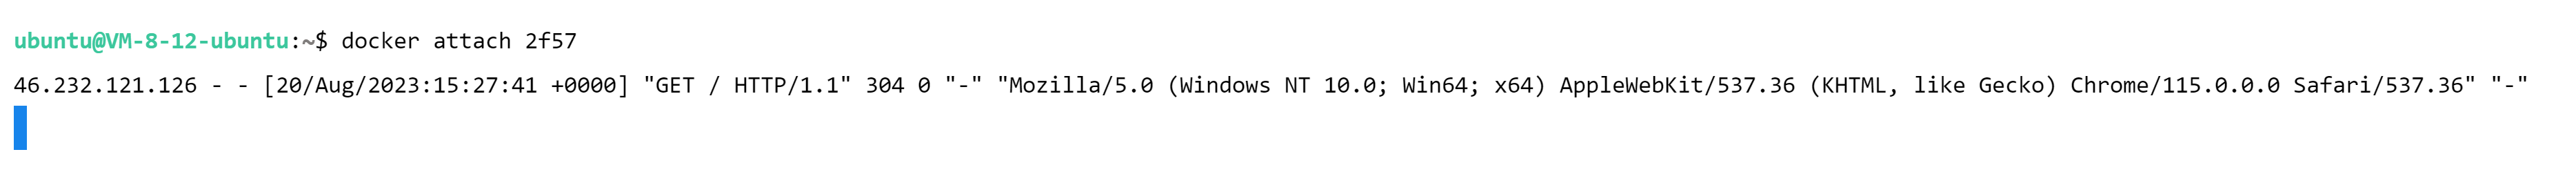 ubuntu@VM-8-12-ubuntu:~$ docker attach 2f57
46.232.121.126 - - [20/Aug/2023:15:27:41 +0000] "GET / HTTP/1.1" 304 0 "-" "Mozilla/5.0 (Windows NT 10.0; Win64; x64) AppleWebKit/537.36 (KHTML, like Gecko) Chrome/115.0.0.0 Safari/537.36" "-"